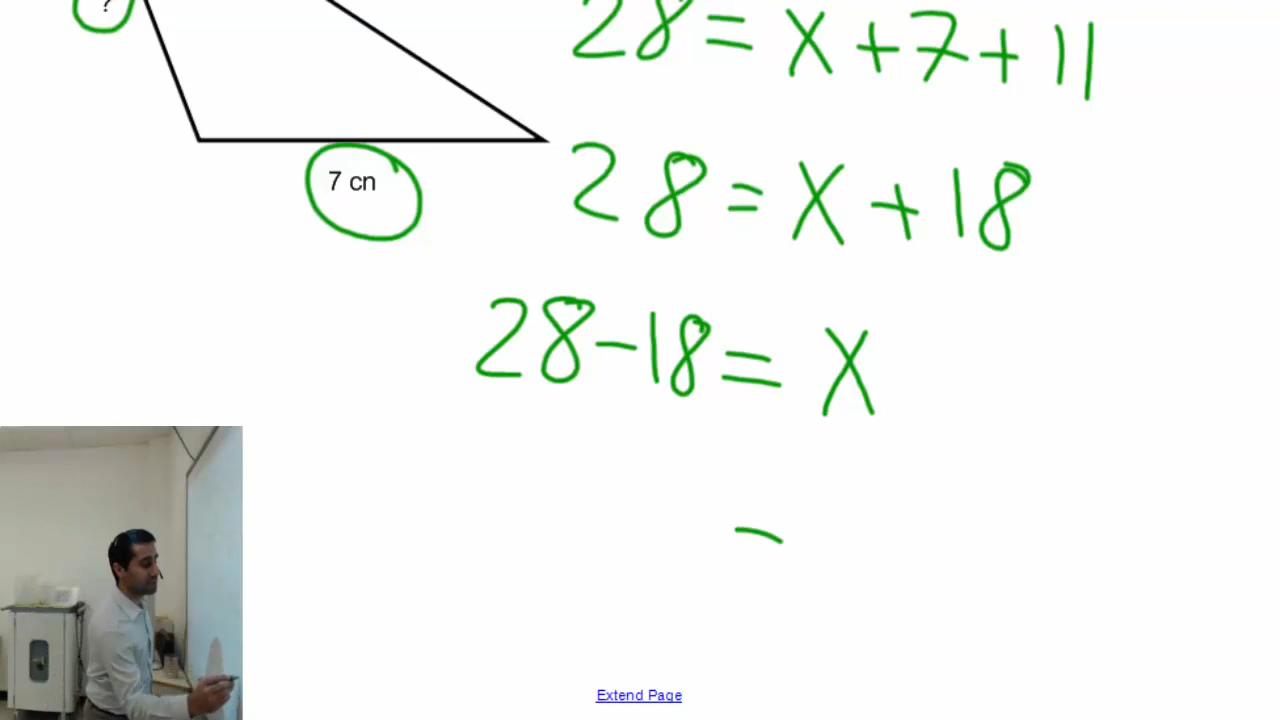 ?
28 = X + 7 + 11
7 cn
28 = X + 18
28 - 18 = X
Extend Page